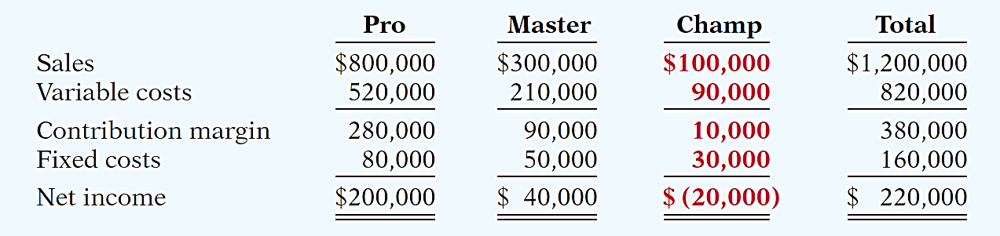 Pro Master Champ Total
Sales $800,000 $300,000 $100,000 $1,200,000
Variable costs 520,000 210,000 90,000 820,000
Contribution margin 280,000 90,000 10,000 380,000
Fixed costs 80,000 50,000 30,000 160,000
Net income $200,000 $ 40,000 $ (20,000) $ 220,000